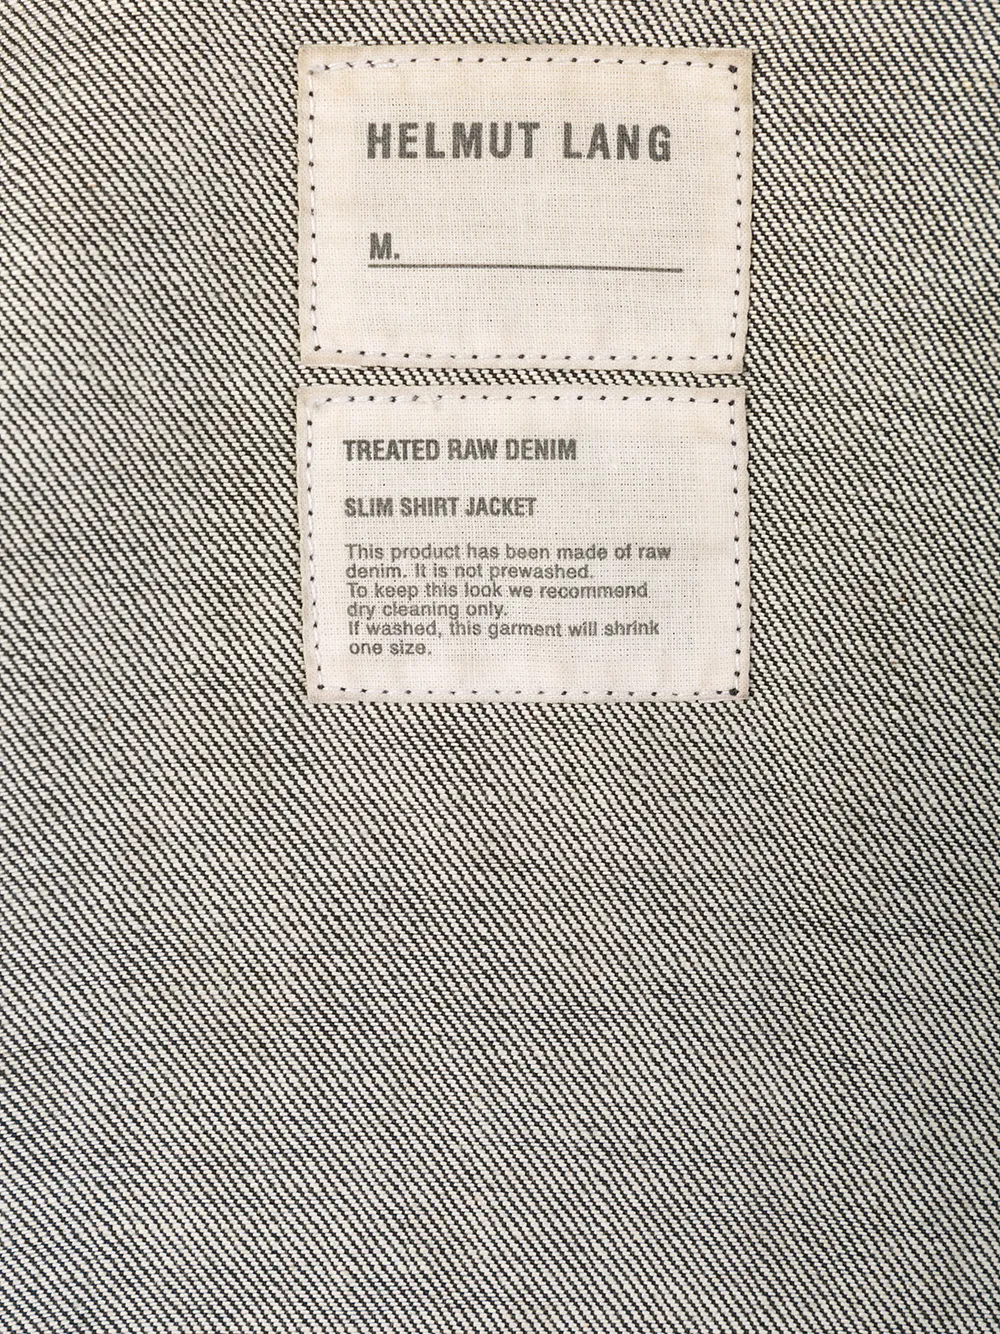 HELMUT LANG
M.
TREATED RAW DENIM
SLIM SHIRT JACKET
This product has been made of raw
denim. It is not prewashed.
To keep this look we recommend
dry cleaning only.
If washed, this garment will shrink
one size.